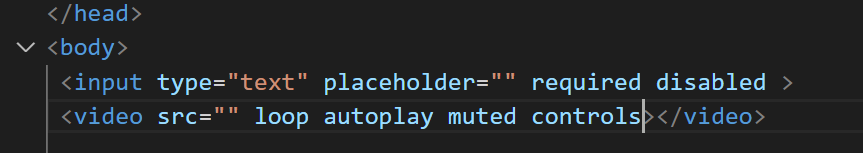 </head>
<body>
<input type="text" placeholder="" required disabled >
<video src="" loop autoplay muted controls></video>